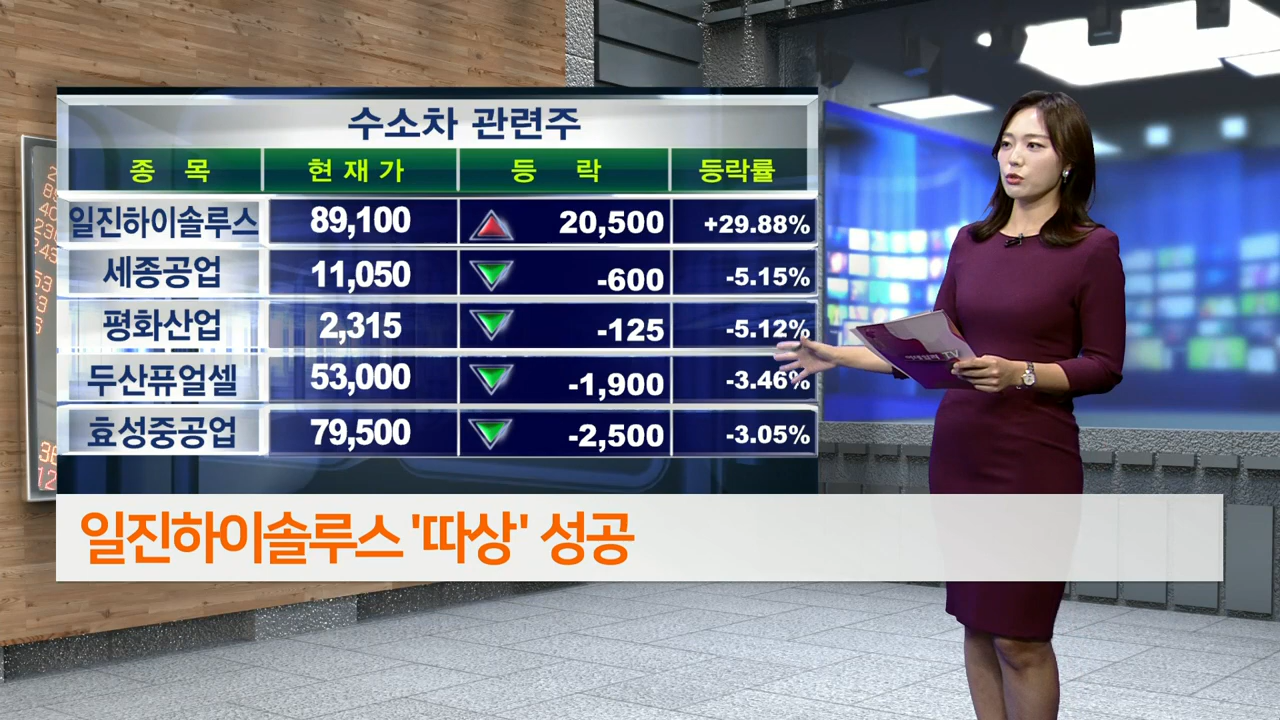 수소차 관련주
종 목 현 재 가 등 락 등락률
일진하이솔루스 89,100 20,500 +29.88%
세종공업 11,050 -600 -5.15%
평화산업 2,315 -125 -5.12%
두산퓨얼셀 53,000 -1,900 -3.46%
효성중공업 79,500 -2,500 -3.05%
일진하이솔루스 '따상' 성공